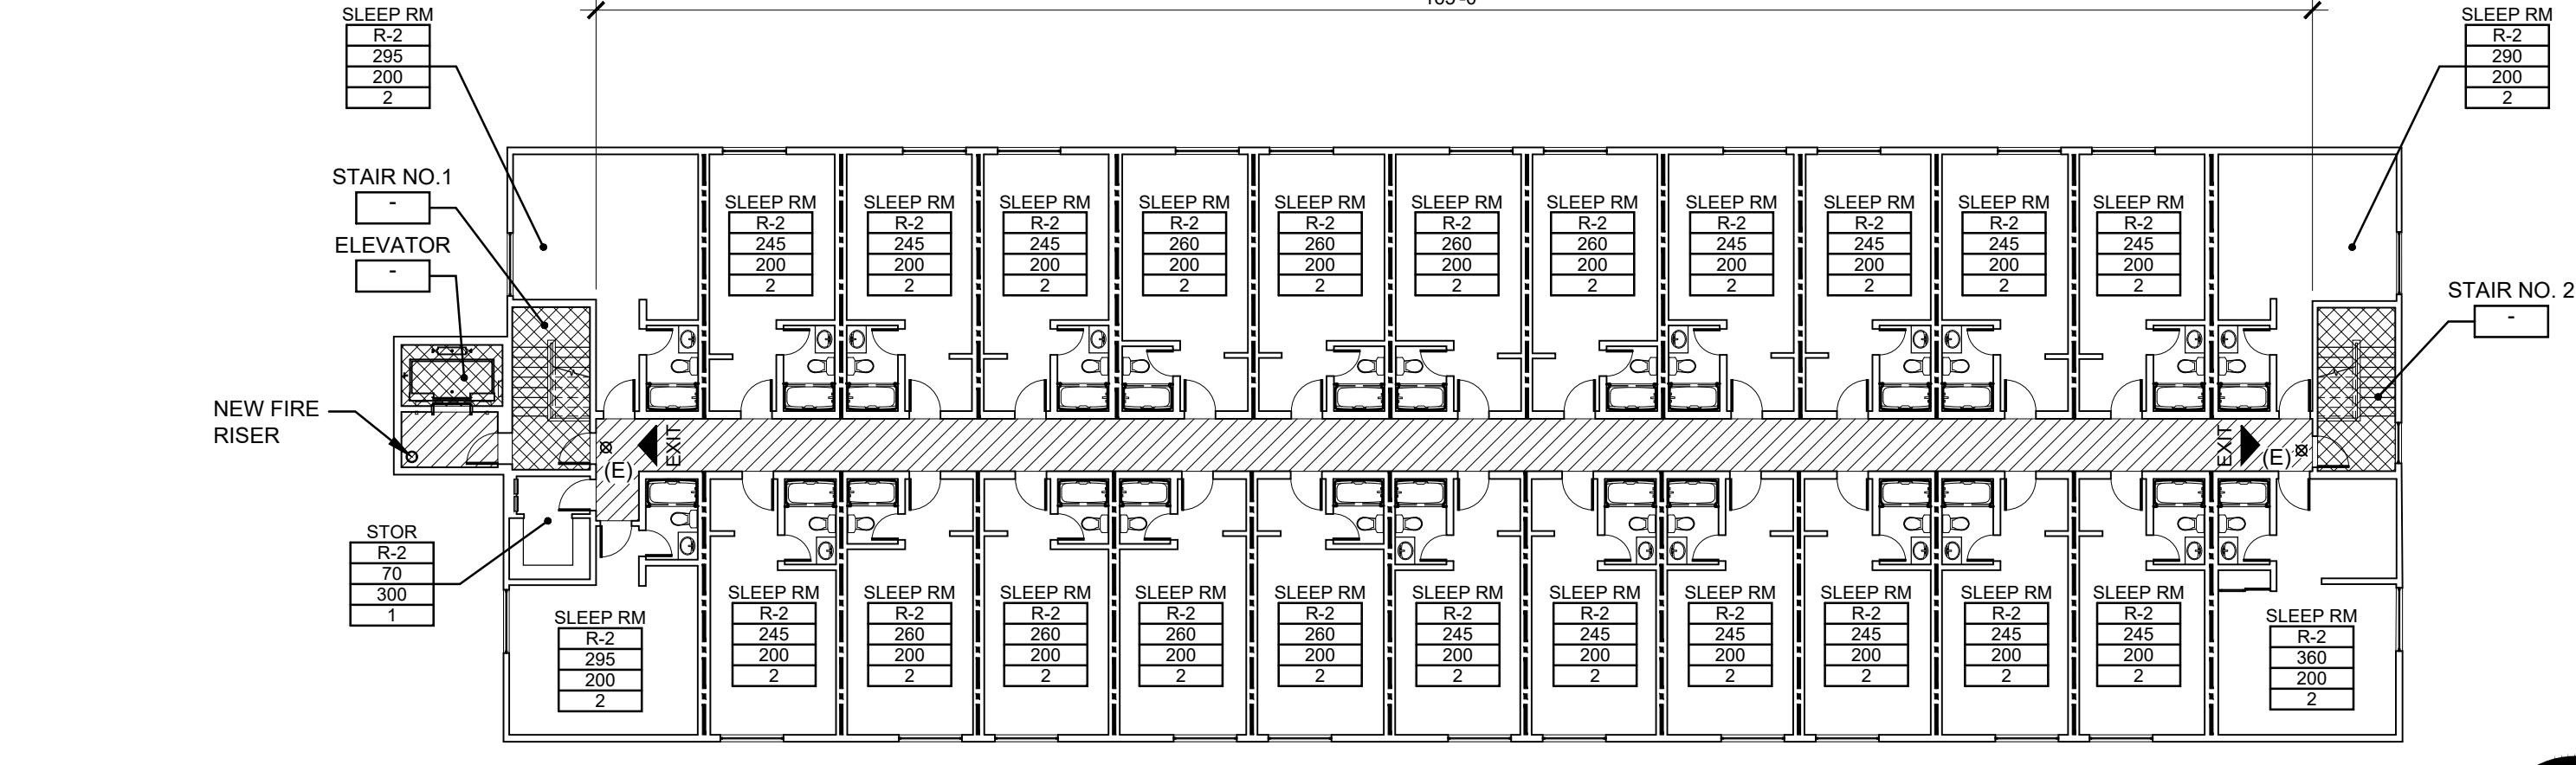 SLEEP RM
R-2
295
200
2
SLEEP RM
R-2
290
200
2
STAIR NO.1
-
ELEVATOR
-
NEW FIRE
RISER
STOR
R-2
70
300
1
STAIR NO. 2
-
SLEEP RM
R-2
245
200
2
SLEEP RM
R-2
245
200
2
SLEEP RM
R-2
245
200
2
SLEEP RM
R-2
260
200
2
SLEEP RM
R-2
260
200
2
SLEEP RM
R-2
260
200
2
SLEEP RM
R-2
260
200
2
SLEEP RM
R-2
245
200
2
SLEEP RM
R-2
245
200
2
SLEEP RM
R-2
245
200
2
SLEEP RM
R-2
245
200
2
EXIT
(E)
EXIT
(E)
SLEEP RM
R-2
295
200
2
SLEEP RM
R-2
245
200
2
SLEEP RM
R-2
260
200
2
SLEEP RM
R-2
260
200
2
SLEEP RM
R-2
260
200
2
SLEEP RM
R-2
260
200
2
SLEEP RM
R-2
245
200
2
SLEEP RM
R-2
245
200
2
SLEEP RM
R-2
245
200
2
SLEEP RM
R-2
245
200
2
SLEEP RM
R-2
245
200
2
SLEEP RM
R-2
245
200
2
SLEEP RM
R-2
360
200
2